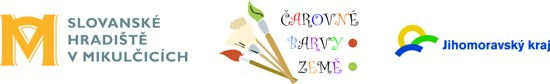 SLOVANSKÉ
HRADIŠTĚ
V MIKULČICÍCH
ČAROVNÉ
BARVY
ZEMĚ
Jihomoravský kraj